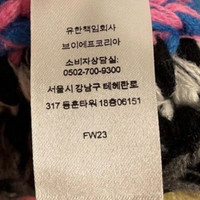 유한책임회사
브이에프코리아
소비자상담실:
0502-700-9300
서울시 강남구 테헤란로
317 동훈타워 18층06151
FW23